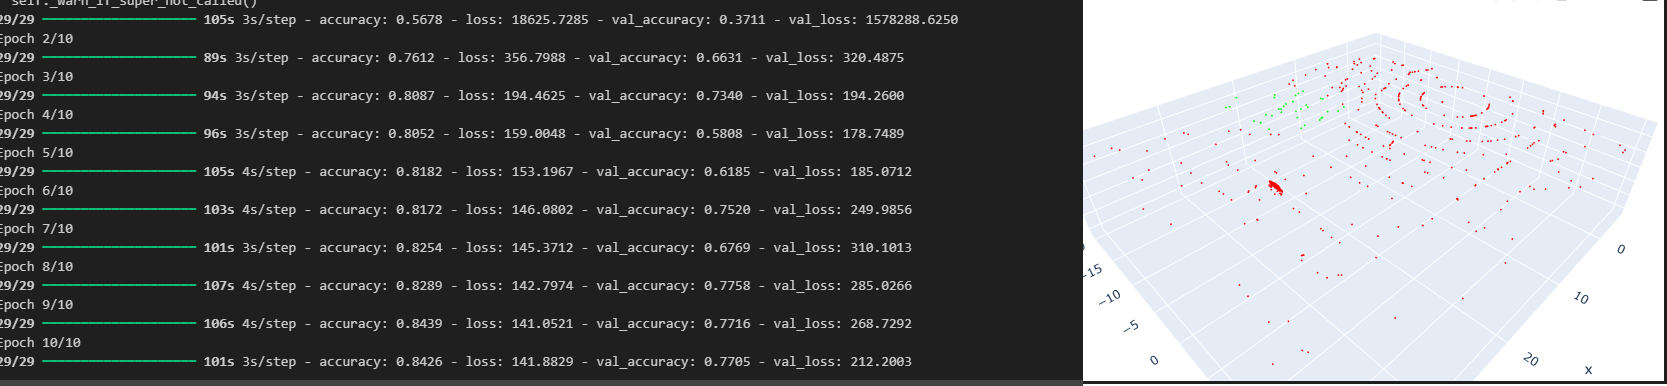 self._warn_if_super_not_called()
29/29 ━━━━━━━━━━━━━━━━━━━━ 105s 3s/step - accuracy: 0.5678 - loss: 18625.7285 - val_accuracy: 0.3711 - val_loss: 1578288.6250
Epoch 2/10
29/29 ━━━━━━━━━━━━━━━━━━━━ 89s 3s/step - accuracy: 0.7612 - loss: 356.7988 - val_accuracy: 0.6631 - val_loss: 320.4875
Epoch 3/10
29/29 ━━━━━━━━━━━━━━━━━━━━ 94s 3s/step - accuracy: 0.8087 - loss: 194.4625 - val_accuracy: 0.7340 - val_loss: 194.2600
Epoch 4/10
29/29 ━━━━━━━━━━━━━━━━━━━━ 96s 3s/step - accuracy: 0.8052 - loss: 159.0048 - val_accuracy: 0.5808 - val_loss: 178.7489
Epoch 5/10
29/29 ━━━━━━━━━━━━━━━━━━━━ 105s 4s/step - accuracy: 0.8182 - loss: 153.1967 - val_accuracy: 0.6185 - val_loss: 185.0712
Epoch 6/10
29/29 ━━━━━━━━━━━━━━━━━━━━ 103s 4s/step - accuracy: 0.8172 - loss: 146.0802 - val_accuracy: 0.7520 - val_loss: 249.9856
Epoch 7/10
29/29 ━━━━━━━━━━━━━━━━━━━━ 101s 3s/step - accuracy: 0.8254 - loss: 145.3712 - val_accuracy: 0.6769 - val_loss: 310.1013
Epoch 8/10
29/29 ━━━━━━━━━━━━━━━━━━━━ 107s 4s/step - accuracy: 0.8289 - loss: 142.7974 - val_accuracy: 0.7758 - val_loss: 285.0266
Epoch 9/10
29/29 ━━━━━━━━━━━━━━━━━━━━ 106s 4s/step - accuracy: 0.8439 - loss: 141.0521 - val_accuracy: 0.7716 - val_loss: 268.7292
Epoch 10/10
29/29 ━━━━━━━━━━━━━━━━━━━━ 101s 3s/step - accuracy: 0.8426 - loss: 141.8829 - val_accuracy: 0.7705 - val_loss: 212.2003
−15
−10
−5
0
0
10
20
x